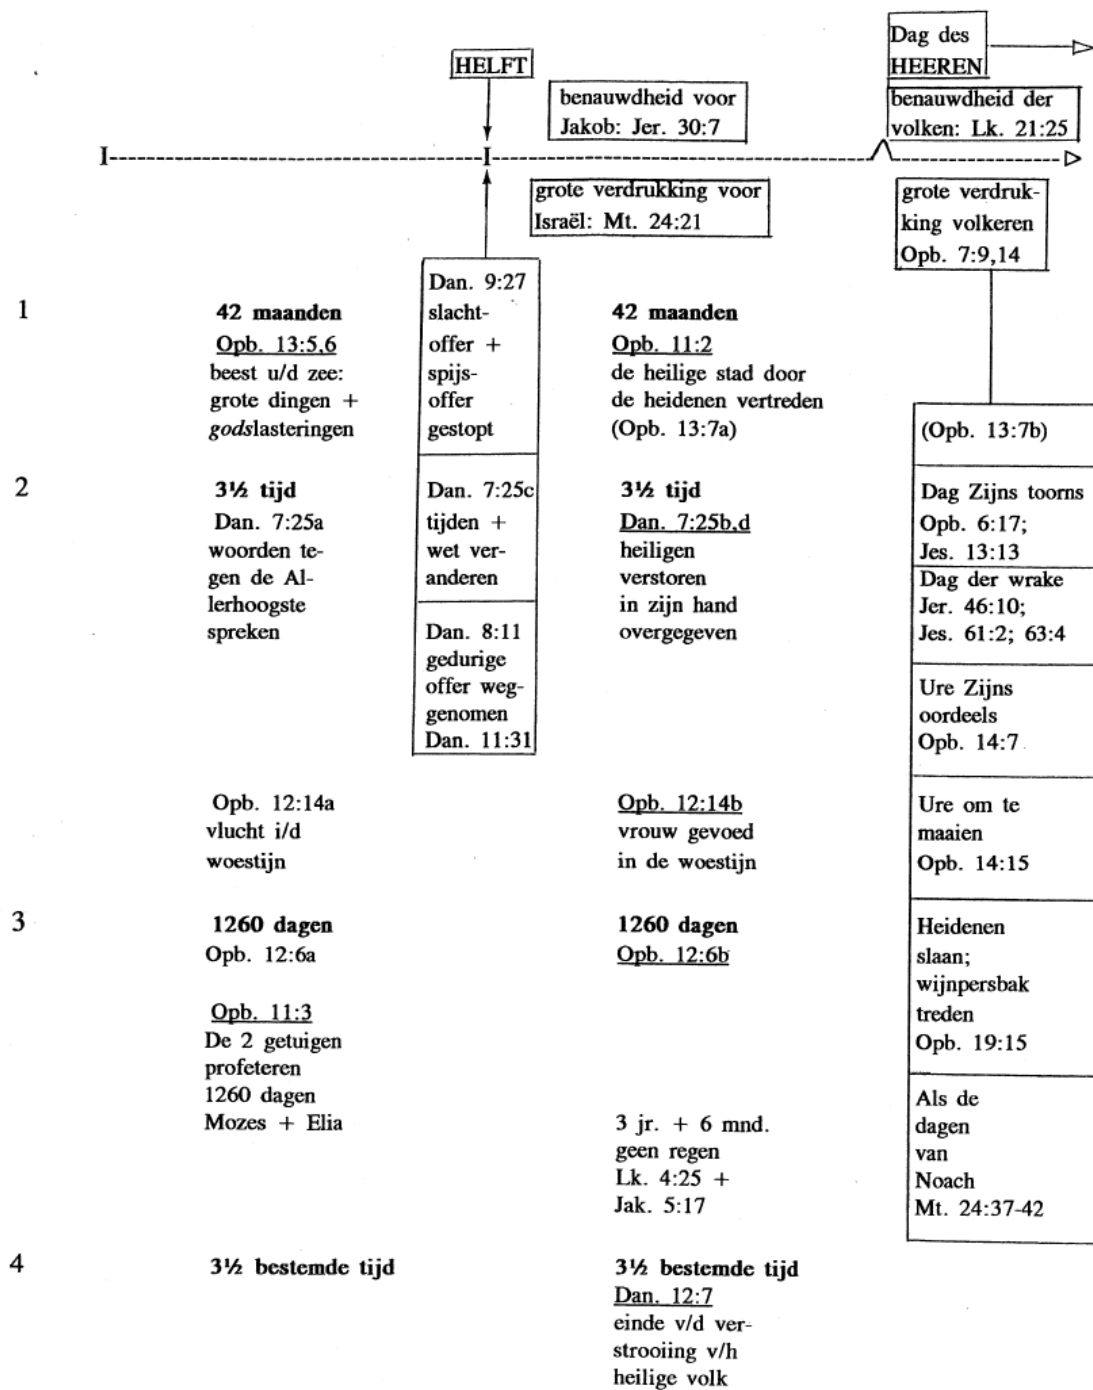 Dag des
HEEREN
HELFT
benauwdheid voor
Jakob: Jer. 30:7
benauwdheid der
volken: Lk. 21:25
grote verdrukking voor
Israël: Mt. 24:21
grote verdruk-
king volkeren
Opb. 7:9,14
1
42 maanden
Opb. 13:5,6
beest u/d zee:
grote dingen +
godslasteringen
Dan. 9:27
slacht-
offer +
spijs-
offer
gestopt
42 maanden
Opb. 11:2
de heilige stad door
de heidenen vertreden
(Opb. 13:7a)
(Opb. 13:7b)
2
3½ tijd
Dan. 7:25a
woorden te-
gen de Al-
lerhoogste
spreken
Dan. 7:25c
tijden +
wet ver-
anderen
Dan. 8:11
gedurige
offer weg-
genomen
Dan. 11:31
3½ tijd
Dan. 7:25b,d
heiligen
verstoren
in zijn hand
overgegeven
Dag Zijns toorns
Opb. 6:17;
Jes. 13:13
Dag der wrake
Jer. 46:10;
Jes. 61:2; 63:4
Ure Zijns
oordeels
Opb. 14:7
Opb. 12:14a
vlucht i/d
woestijn
Opb. 12:14b
vrouw gevoed
in de woestijn
Ure om te
maaien
Opb. 14:15
3
1260 dagen
Opb. 12:6a
Opb. 11:3
De 2 getuigen
profeteren
1260 dagen
Mozes + Elia
1260 dagen
Opb. 12:6b
3 jr. + 6 mnd.
geen regen
Lk. 4:25 +
Jak. 5:17
Heidenen
slaan;
wijnpersbak
treden
Opb. 19:15
Als de
dagen
van
Noach
Mt. 24:37-42
4
3½ bestemde tijd
3½ bestemde tijd
Dan. 12:7
einde v/d ver-
strooiing v/h
heilige volk